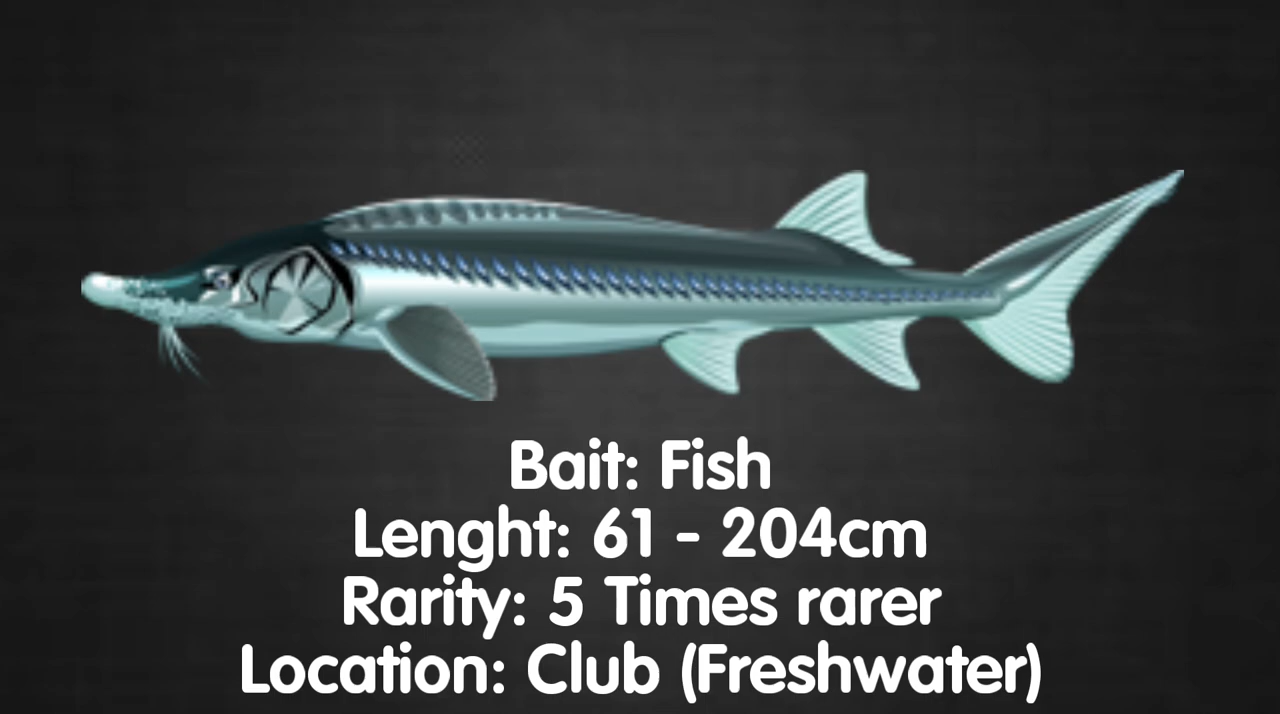 Bait: Fish
Lenght: 61 - 204cm
Rarity: 5 Times rarer
Location: Club (Freshwater)